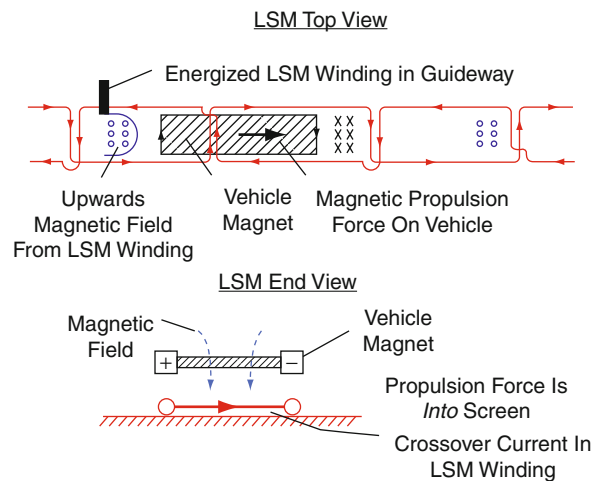 LSM Top View
Energized LSM Winding in Guideway
x x
x x
x x
Upwards
Magnetic Field
From LSM Winding
Vehicle
Magnet
Magnetic Propulsion
Force On Vehicle
LSM End View
Magnetic
Field
Vehicle
Magnet
+ −
Propulsion Force Is
Into Screen
Crossover Current In
LSM Winding